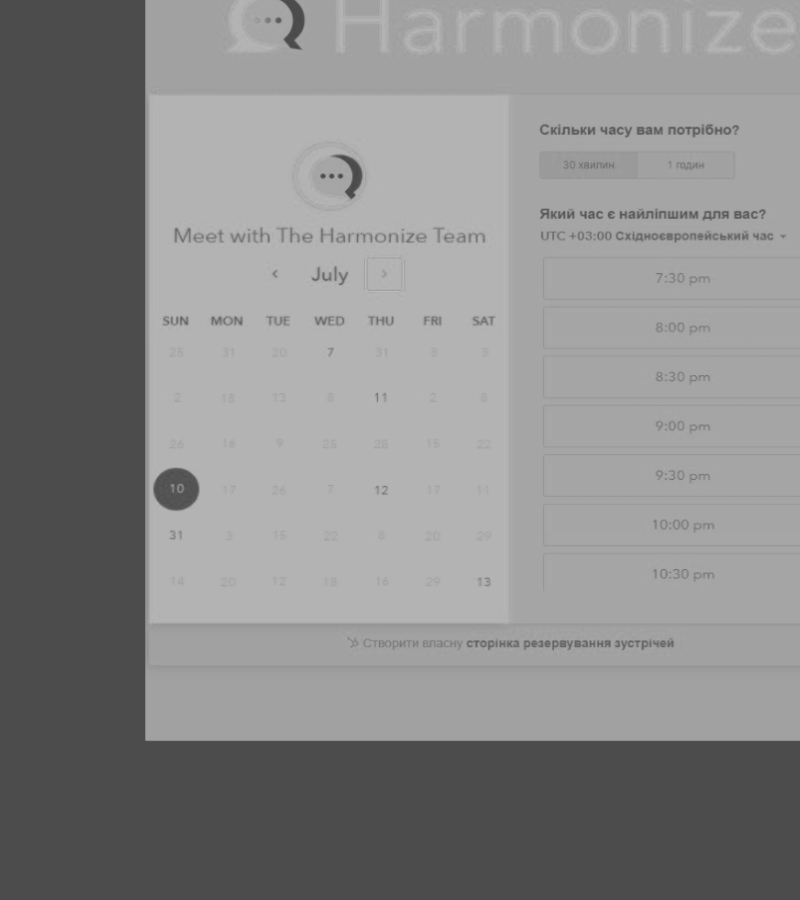 Harmonize
Meet with The Harmonize Team
July
SUN MON TUE WED THU FRI SAT
25 31 20 7 31 5
2 18 13 8 11 2 8
26 16 9 25 28 15 22
10 17 26 7 12 17 11
31 3 15 22 8 20 29
14 20 12 18 16 29 13
Скільки часу вам потрібно?
30 хвилин 1 годин
Який час є найліпшим для вас?
UTC +03:00 Східноєвропейський час
7:30 pm
8:00 pm
8:30 pm
9:00 pm
9:30 pm
10:00 pm
10:30 pm
Створити власну сторінка резервування зустрічей